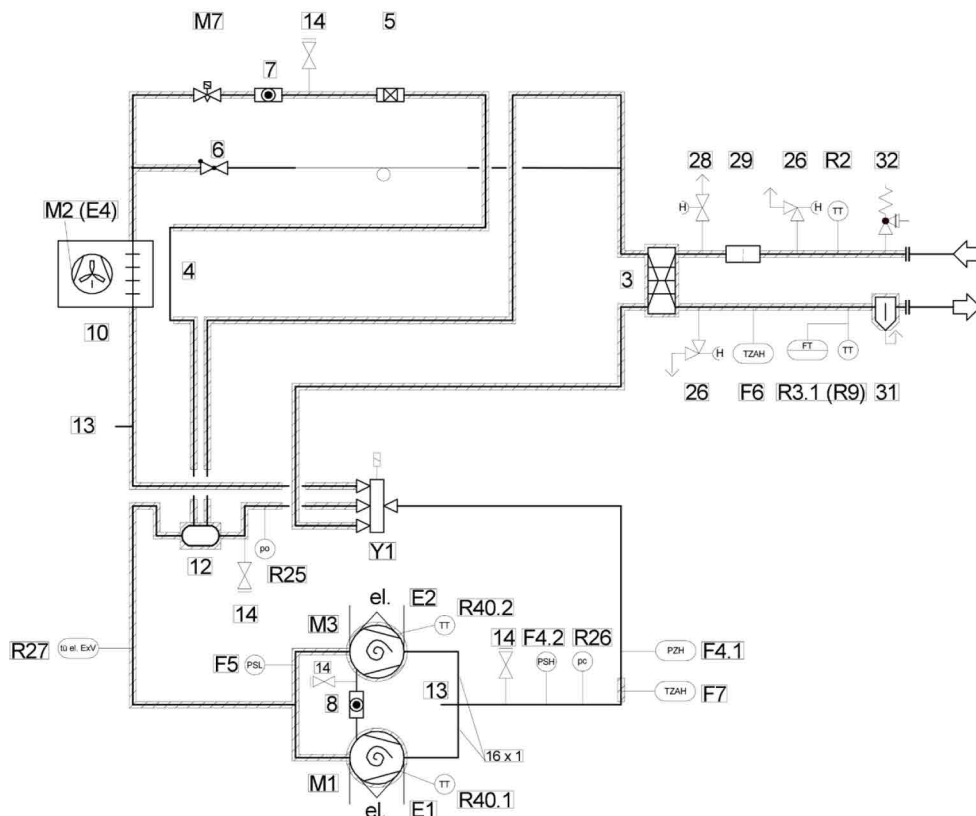 M7
14
5
7
6
28
29
26
R2
32
H
H
TT
M2 (E4)
4
3
10
H
TZAH
FT
TT
26
F6
R3.1 (R9)
31
13
po
Y1
12
R25
14
el.
E2
R40.2
M3
TT
14
F4.2
R26
R27
tü el. ExV
F5
PSL
14
PSH
pc
PZH
F4.1
8
13
TZAH
F7
16 x 1
M1
TT
R40.1
el.
E1